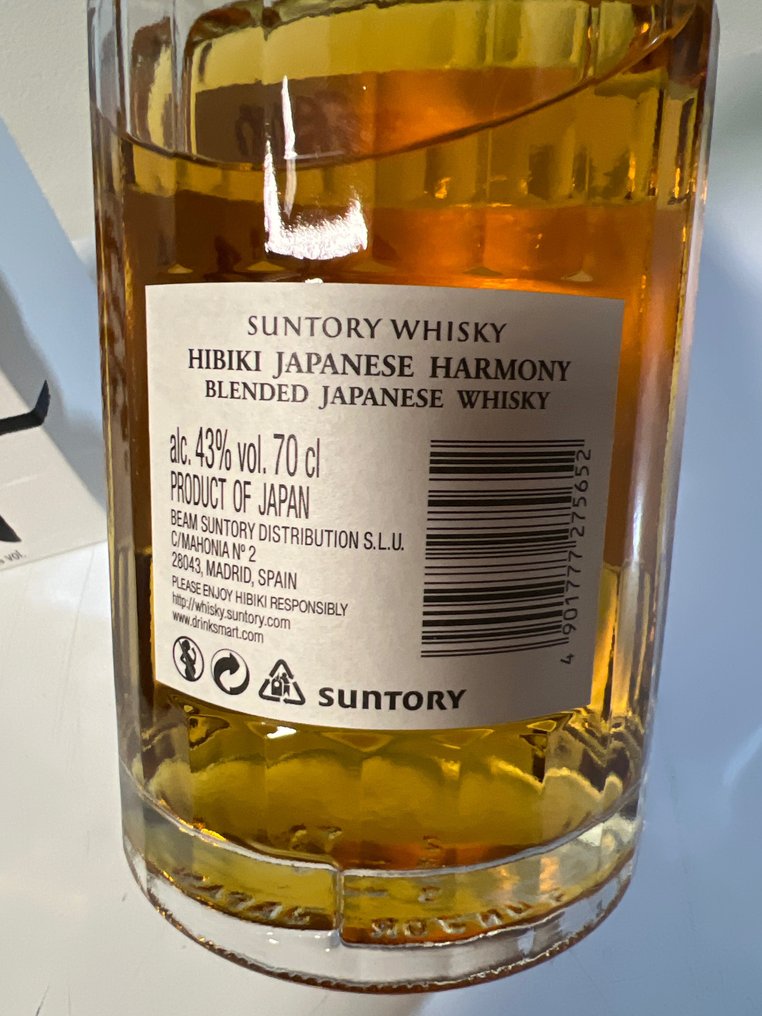 SUNTORY WHISKY
HIBIKI JAPANESE HARMONY
BLENDED JAPANESE WHISKY
alc. 43% vol. 70 cl
PRODUCT OF JAPAN
BEAM SUNTORY DISTRIBUTION S.L.U.
C/MAHONIA Nº 2
28043, MADRID, SPAIN
PLEASE ENJOY HIBIKI RESPONSIBLY
http://whisky.suntory.com
www.drinksmart.com
SUNTORY
4 901777 275652
vol.